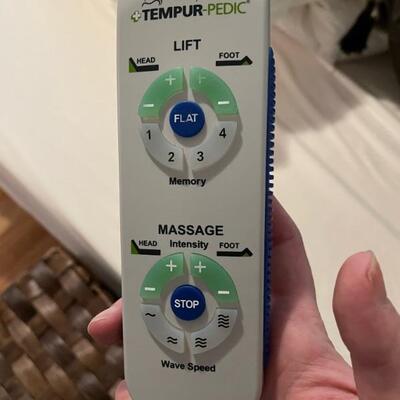 TEMPUR-PEDIC®
LIFT
HEAD FOOT
+ +
- FLAT -
1 4
2 3
Memory
MASSAGE
HEAD Intensity FOOT
+ +
- STOP -
~ ≋
≈ ≋
Wave Speed